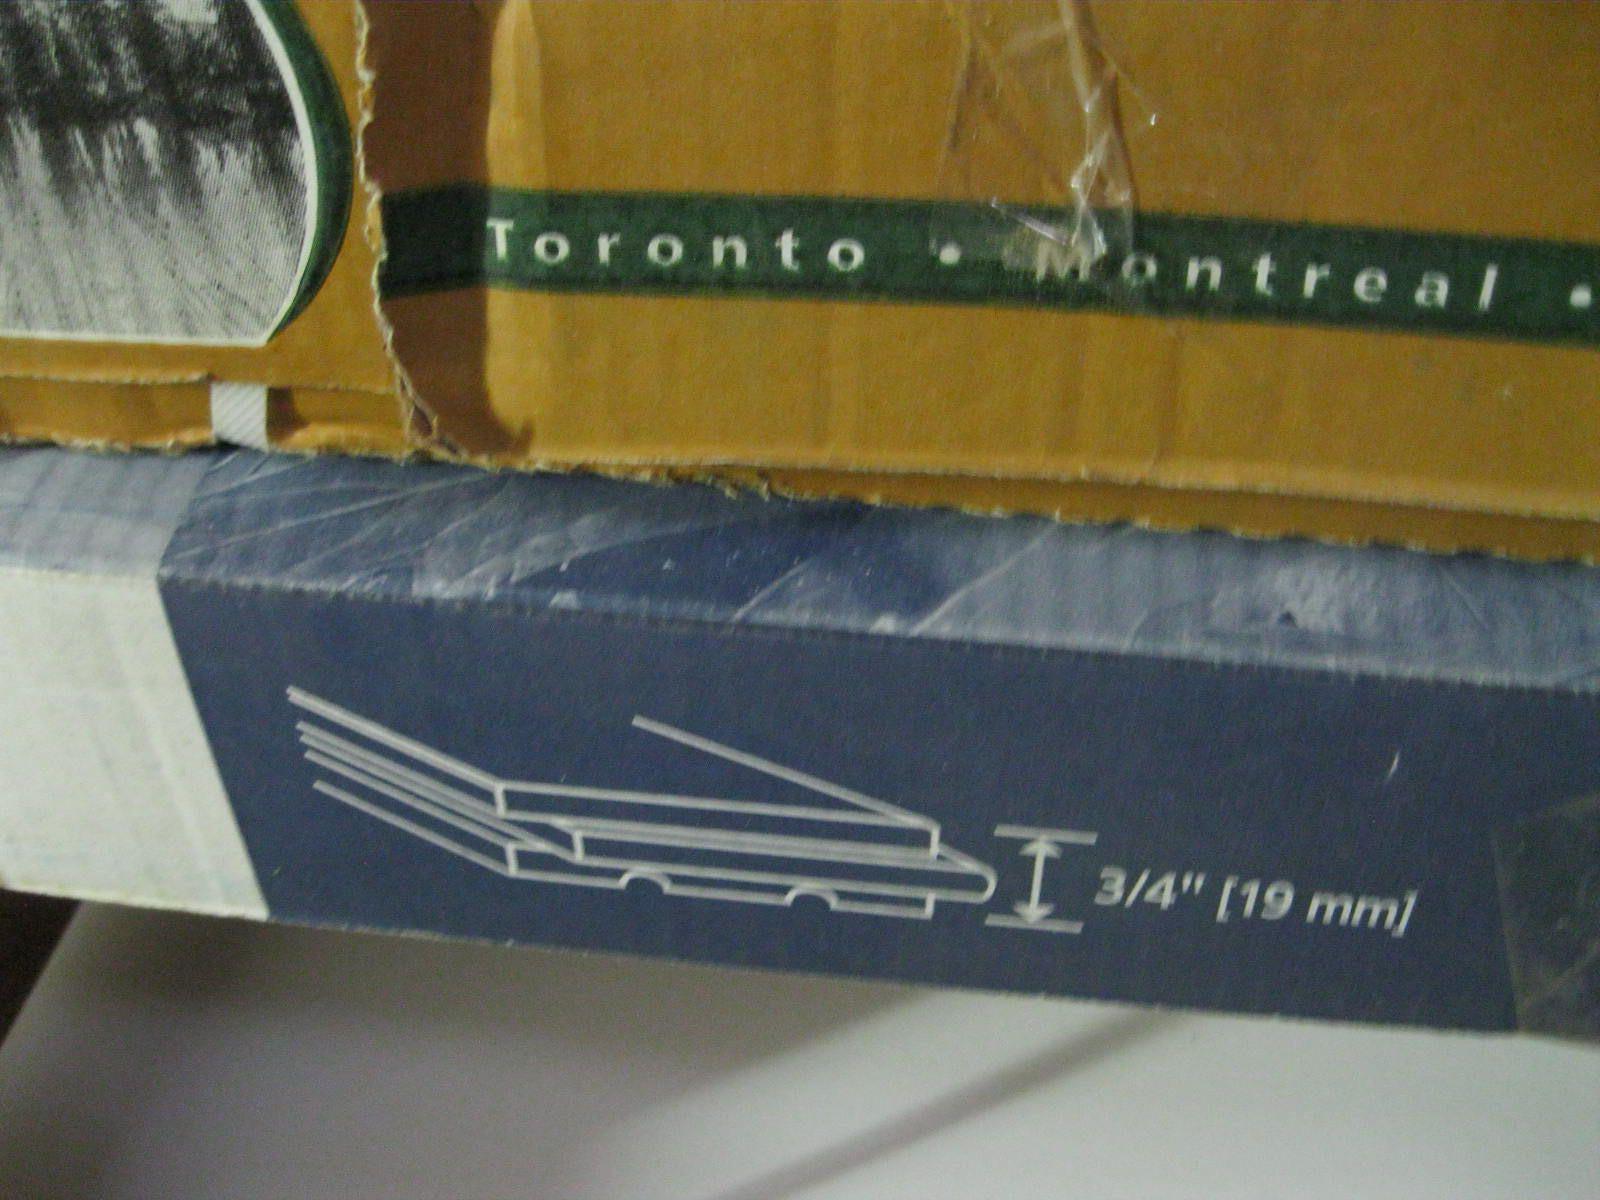 Toronto • Montreal •
3/4" [19 mm]